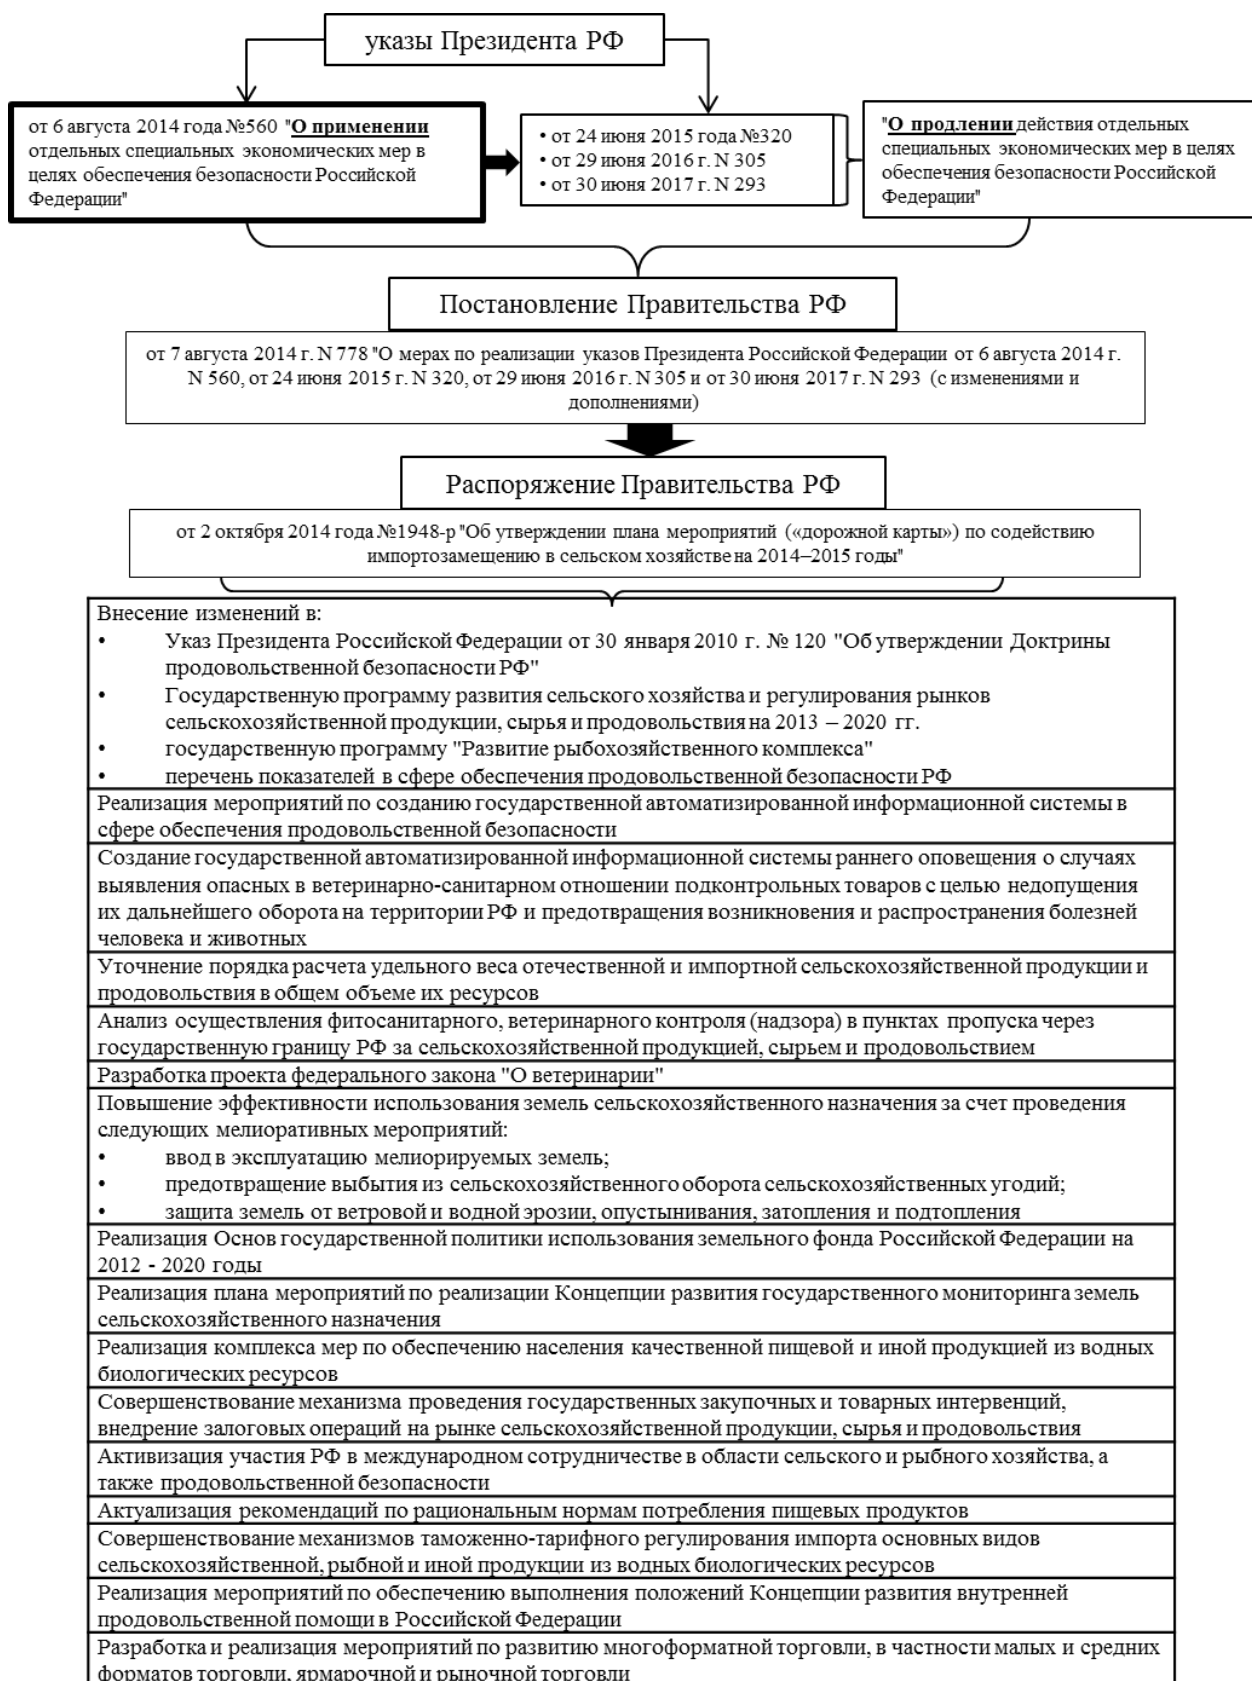 указы Президента РФ
от 6 августа 2014 года №560 "О применении
отдельных специальных экономических мер в
целях обеспечения безопасности Российской
Федерации"
• от 24 июня 2015 года №320
• от 29 июня 2016 г. N 305
• от 30 июня 2017 г. N 293
"О продлении действия отдельных
специальных экономических мер в целях
обеспечения безопасности Российской
Федерации"
Постановление Правительства РФ
от 7 августа 2014 г. N 778 "О мерах по реализации указов Президента Российской Федерации от 6 августа 2014 г.
N 560, от 24 июня 2015 г. N 320, от 29 июня 2016 г. N 305 и от 30 июня 2017 г. N 293 (с изменениями и
дополнениями)
Распоряжение Правительства РФ
от 2 октября 2014 года №1948-р "Об утверждении плана мероприятий («дорожной карты») по содействию
импортозамещению в сельском хозяйстве на 2014–2015 годы"
Внесение изменений в:
• Указ Президента Российской Федерации от 30 января 2010 г. № 120 "Об утверждении Доктрины
продовольственной безопасности РФ"
• Государственную программу развития сельского хозяйства и регулирования рынков
сельскохозяйственной продукции, сырья и продовольствия на 2013 – 2020 гг.
• государственную программу "Развитие рыбохозяйственного комплекса"
• перечень показателей в сфере обеспечения продовольственной безопасности РФ
Реализация мероприятий по созданию государственной автоматизированной информационной системы в
сфере обеспечения продовольственной безопасности
Создание государственной автоматизированной информационной системы раннего оповещения о случаях
выявления опасных в ветеринарно-санитарном отношении подконтрольных товаров с целью недопущения
их дальнейшего оборота на территории РФ и предотвращения возникновения и распространения болезней
человека и животных
Уточнение порядка расчета удельного веса отечественной и импортной сельскохозяйственной продукции и
продовольствия в общем объеме их ресурсов
Анализ осуществления фитосанитарного, ветеринарного контроля (надзора) в пунктах пропуска через
государственную границу РФ за сельскохозяйственной продукцией, сырьем и продовольствием
Разработка проекта федерального закона "О ветеринарии"
Повышение эффективности использования земель сельскохозяйственного назначения за счет проведения
следующих мелиоративных мероприятий:
• ввод в эксплуатацию мелиорируемых земель;
• предотвращение выбытия из сельскохозяйственного оборота сельскохозяйственных угодий;
• защита земель от ветровой и водной эрозии, опустынивания, затопления и подтопления
Реализация Основ государственной политики использования земельного фонда Российской Федерации на
2012 - 2020 годы
Реализация плана мероприятий по реализации Концепции развития государственного мониторинга земель
сельскохозяйственного назначения
Реализация комплекса мер по обеспечению населения качественной пищевой и иной продукцией из водных
биологических ресурсов
Совершенствование механизма проведения государственных закупочных и товарных интервенций,
внедрение залоговых операций на рынке сельскохозяйственной продукции, сырья и продовольствия
Активизация участия РФ в международном сотрудничестве в области сельского и рыбного хозяйства, а
также продовольственной безопасности
Актуализация рекомендаций по рациональным нормам потребления пищевых продуктов
Совершенствование механизмов таможенно-тарифного регулирования импорта основных видов
сельскохозяйственной, рыбной и иной продукции из водных биологических ресурсов
Реализация мероприятий по обеспечению выполнения положений Концепции развития внутренней
продовольственной помощи в Российской Федерации
Разработка и реализация мероприятий по развитию многоформатной торговли, в частности малых и средних
форматов торговли, ярмарочной и рыночной торговли